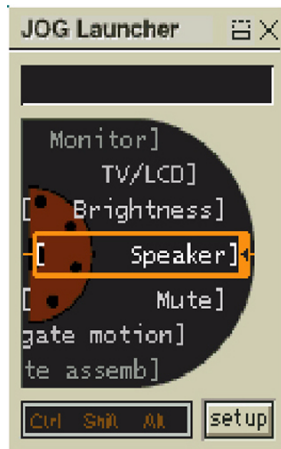 JOG Launcher
Monitor]
TV/LCD]
[ Brightness]
[ Speaker]
[ Mute]
gate motion]
te assemb]
Ctrl Shift Alt
setup